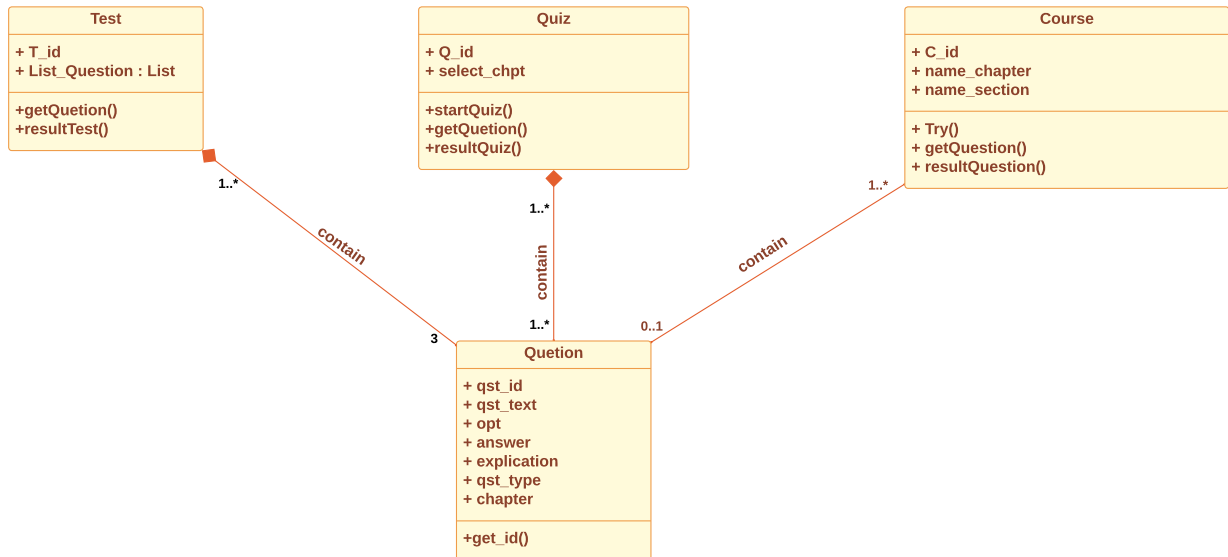 Test
+ T_id
+ List_Question : List
+getQuetion()
+resultTest()
Quiz
+ Q_id
+ select_chpt
+startQuiz()
+getQuetion()
+resultQuiz()
Course
+ C_id
+ name_chapter
+ name_section
+ Try()
+ getQuestion()
+ resultQuestion()
1..*
contain
3
1..*
contain
1..*
1..*
contain
0..1
Quetion
+ qst_id
+ qst_text
+ opt
+ answer
+ explication
+ qst_type
+ chapter
+get_id()